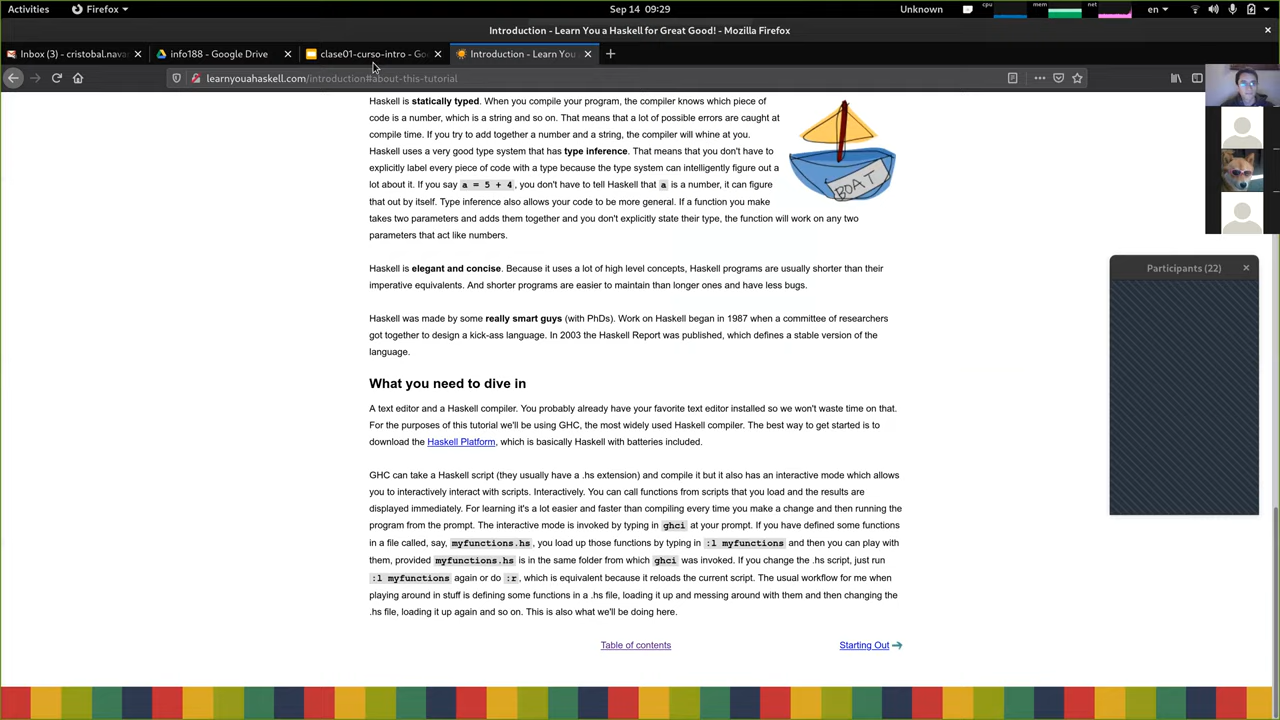 Activities
Firefox
Sep 14 09:29
cpu
mem
net
Unknown
en
Introduction - Learn You a Haskell for Great Good! - Mozilla Firefox
Inbox (3) - cristobal.nava
info188 - Google Drive
clase01-curso-intro - Go
Introduction - Learn You
learnyouahaskell.com/introduction#about-this-tutorial
Haskell is statically typed. When you compile your program, the compiler knows which piece of
code is a number, which is a string and so on. That means that a lot of possible errors are caught at
compile time. If you try to add together a number and a string, the compiler will whine at you.
Haskell uses a very good type system that has type inference. That means that you don't have to
explicitly label every piece of code with a type because the type system can intelligently figure out a
lot about it. If you say a = 5 + 4, you don't have to tell Haskell that a is a number, it can figure
that out by itself. Type inference also allows your code to be more general. If a function you make
takes two parameters and adds them together and you don't explicitly state their type, the function will work on any two
parameters that act like numbers.
BOAT
Haskell is elegant and concise. Because it uses a lot of high level concepts, Haskell programs are usually shorter than their
imperative equivalents. And shorter programs are easier to maintain than longer ones and have less bugs.
Haskell was made by some really smart guys (with PhDs). Work on Haskell began in 1987 when a committee of researchers
got together to design a kick-ass language. In 2003 the Haskell Report was published, which defines a stable version of the
language.
Participants (22)
What you need to dive in
A text editor and a Haskell compiler. You probably already have your favorite text editor installed so we won't waste time on that.
For the purposes of this tutorial we'll be using GHC, the most widely used Haskell compiler. The best way to get started is to
download the Haskell Platform, which is basically Haskell with batteries included.
GHC can take a Haskell script (they usually have a .hs extension) and compile it but it also has an interactive mode which allows
you to interactively interact with scripts. Interactively. You can call functions from scripts that you load and the results are
displayed immediately. For learning it's a lot easier and faster than compiling every time you make a change and then running the
program from the prompt. The interactive mode is invoked by typing in ghci at your prompt. If you have defined some functions
in a file called, say, myfunctions.hs, you load up those functions by typing in :l myfunctions and then you can play with
them, provided myfunctions.hs is in the same folder from which ghci was invoked. If you change the .hs script, just run
:l myfunctions again or do :r, which is equivalent because it reloads the current script. The usual workflow for me when
playing around in stuff is defining some functions in a .hs file, loading it up and messing around with them and then changing the
.hs file, loading it up again and so on. This is also what we'll be doing here.
Table of contents
Starting Out